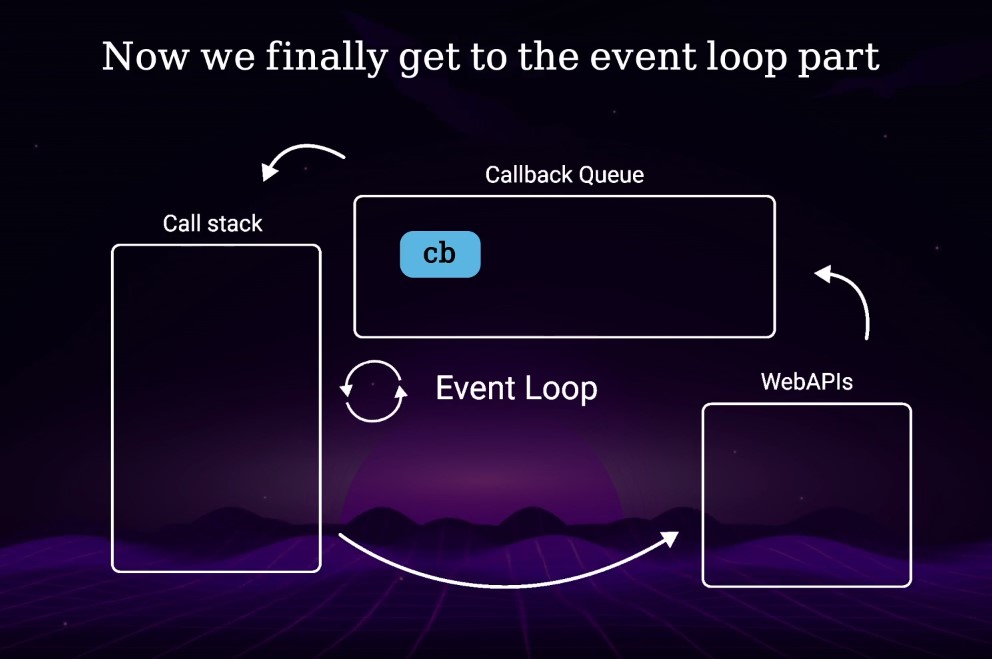 Now we finally get to the event loop part
Callback Queue
Call stack
cb
Event Loop
WebAPIs